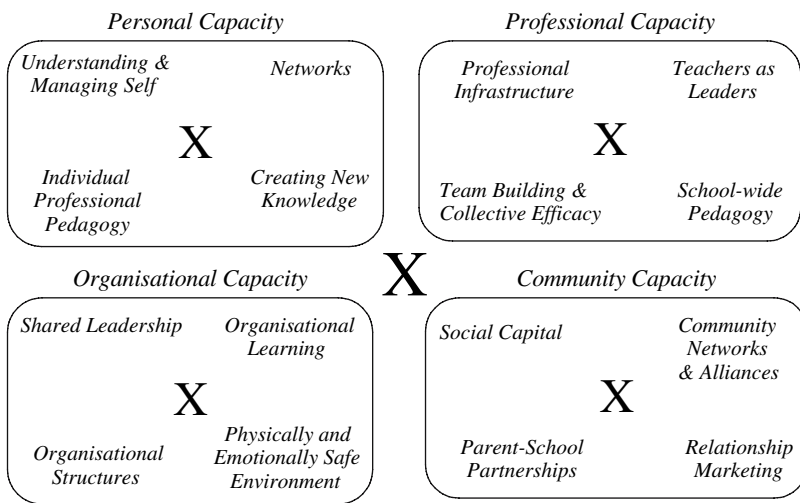 Personal Capacity
Understanding &
Managing Self
Networks
X
Individual
Professional
Pedagogy
Creating New
Knowledge
Professional Capacity
Professional
Infrastructure
Teachers as
Leaders
X
Team Building &
Collective Efficacy
School-wide
Pedagogy
X
Organisational Capacity
Shared Leadership
Organisational
Learning
X
Organisational
Structures
Physically and
Emotionally Safe
Environment
Community Capacity
Social Capital
Community
Networks
& Alliances
X
Parent-School
Partnerships
Relationship
Marketing